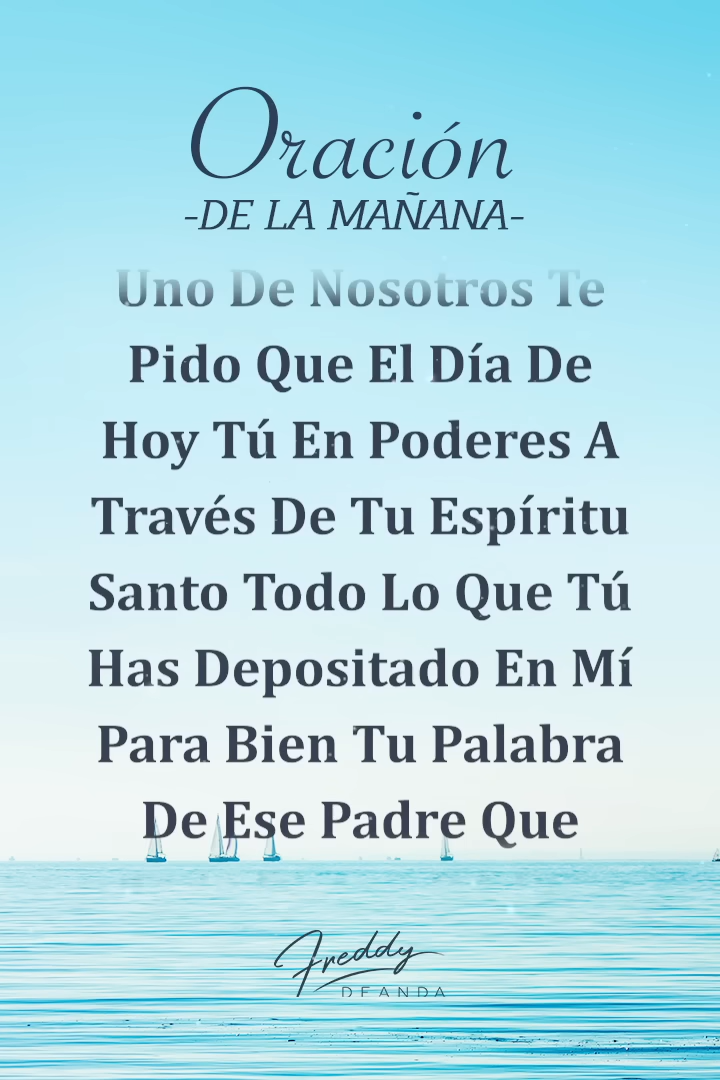 Oración
-DE LA MAÑANA-
Uno De Nosotros Te
Pido Que El Día De
Hoy Tú En Poderes A
Través De Tu Espíritu
Santo Todo Lo Que Tú
Has Depositado En Mí
Para Bien Tu Palabra
De Ese Padre Que
Freddy
DEANDA